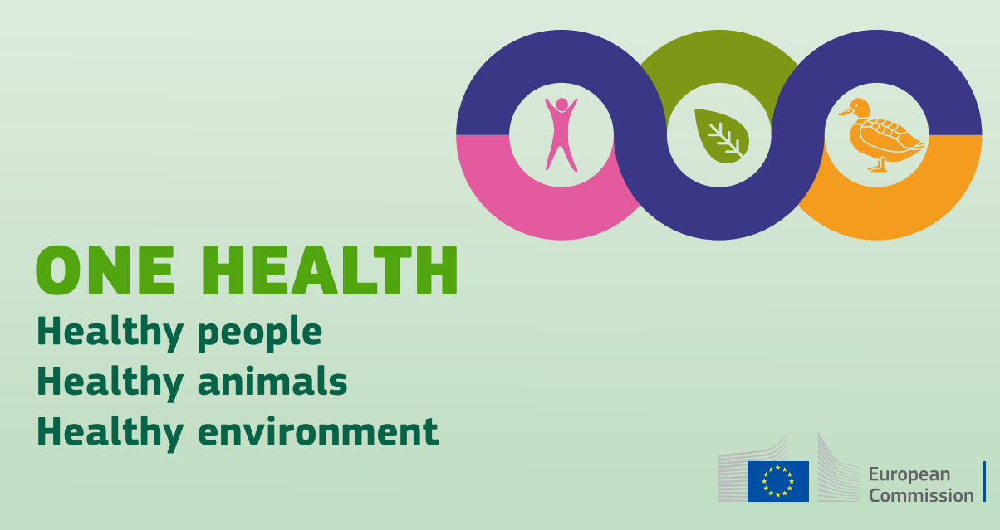 ONE HEALTH
Healthy people
Healthy animals
Healthy environment
European
Commission